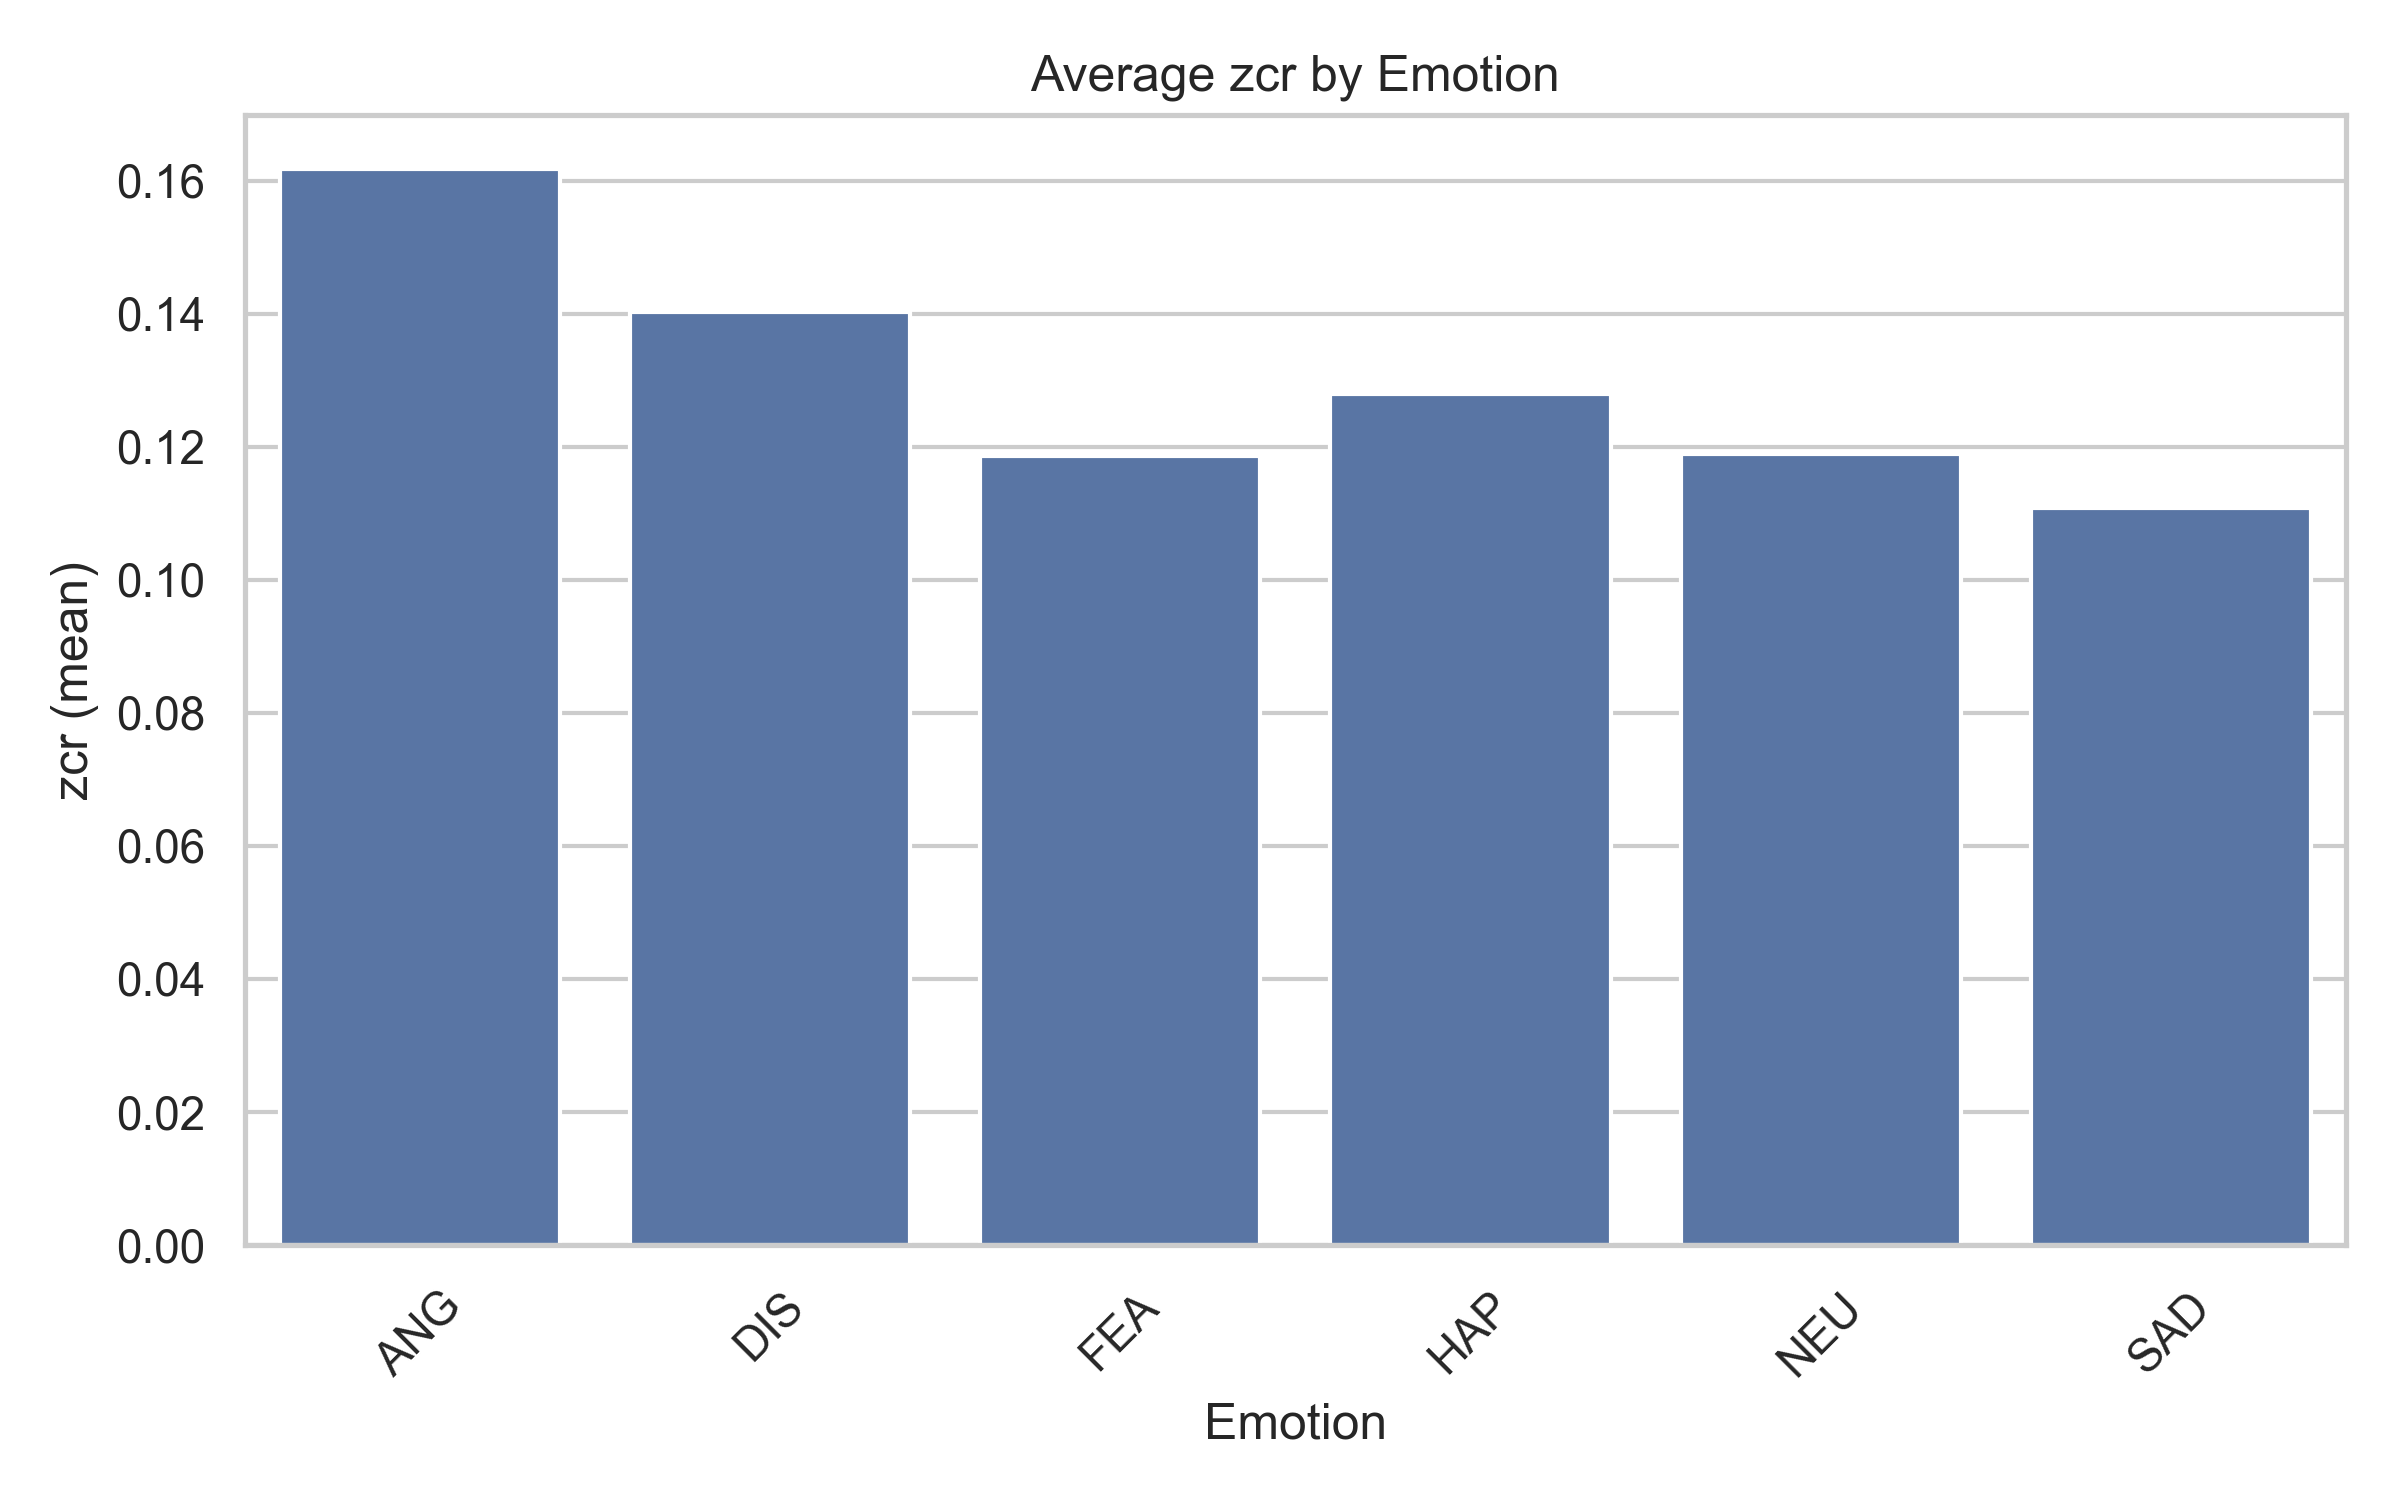 Average zcr by Emotion
zcr (mean)
0.16
0.14
0.12
0.10
0.08
0.06
0.04
0.02
0.00
ANG
DIS
FEA
HAP
NEU
SAD
Emotion